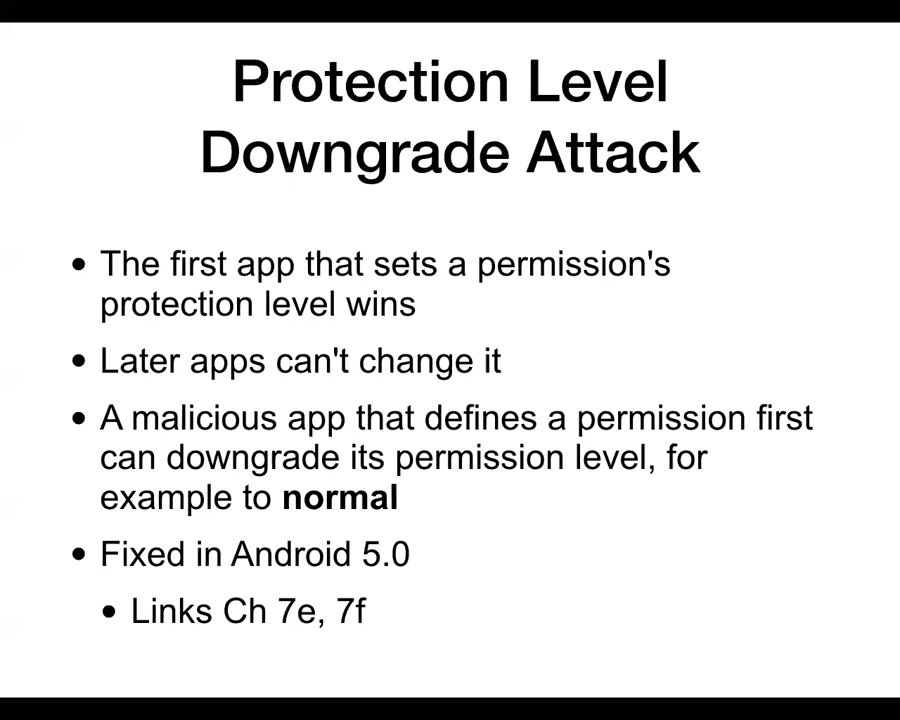 Protection Level
Downgrade Attack
• The first app that sets a permission's
protection level wins
• Later apps can't change it
• A malicious app that defines a permission first
can downgrade its permission level, for
example to normal
• Fixed in Android 5.0
• Links Ch 7e, 7f